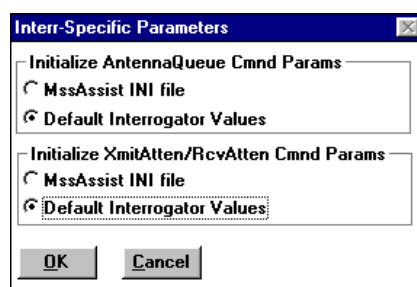 Interr-Specific Parameters
Initialize AntennaQueue Cmnd Params
MssAssist INI file
Default Interrogator Values
Initialize XmitAtten/RcvAtten Cmnd Params
MssAssist INI file
Default Interrogator Values
OK Cancel